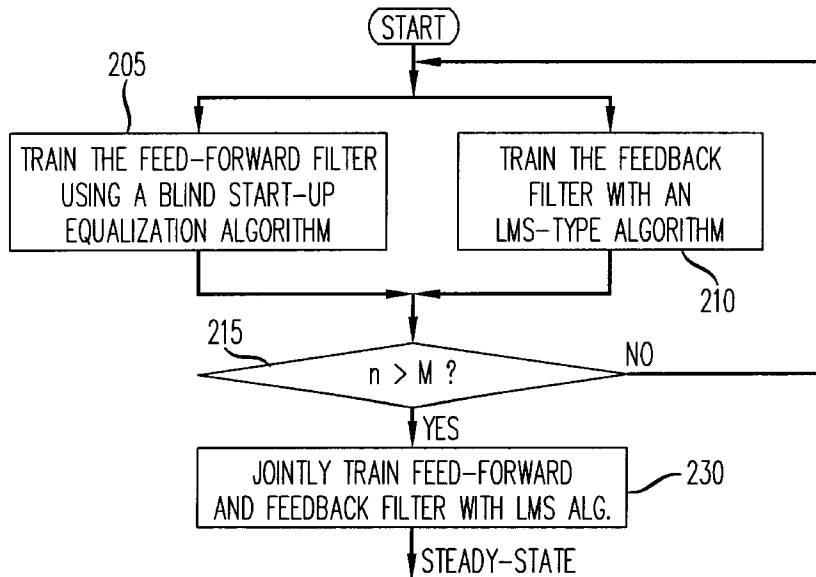 START
205
TRAIN THE FEED-FORWARD FILTER
USING A BLIND START-UP
EQUALIZATION ALGORITHM
TRAIN THE FEEDBACK
FILTER WITH AN
LMS-TYPE ALGORITHM
210
215
n > M ?
NO
YES
JOINTLY TRAIN FEED-FORWARD
AND FEEDBACK FILTER WITH LMS ALG.
230
STEADY-STATE